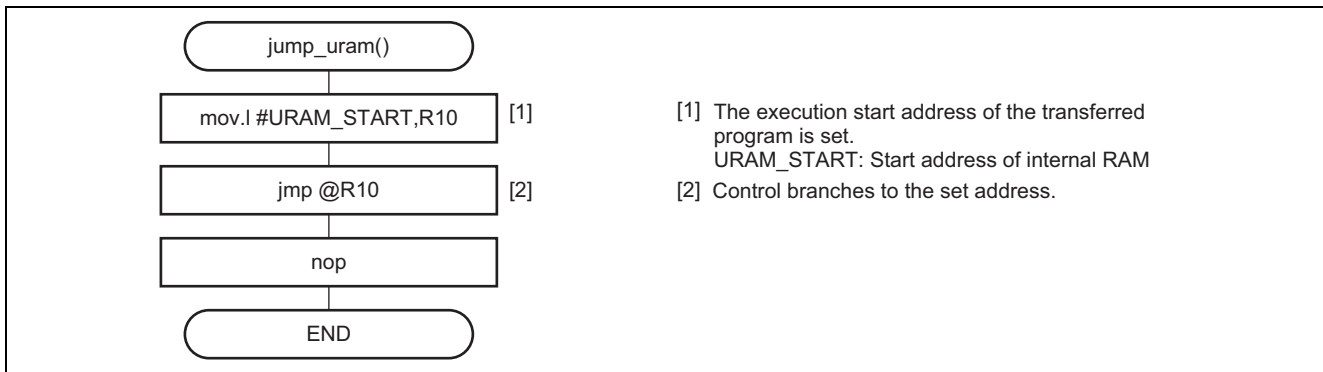 jump_uram()
mov.l #URAM_START,R10 [1]
jmp @R10 [2]
nop
END
[1] The execution start address of the transferred
program is set.
URAM_START: Start address of internal RAM
[2] Control branches to the set address.